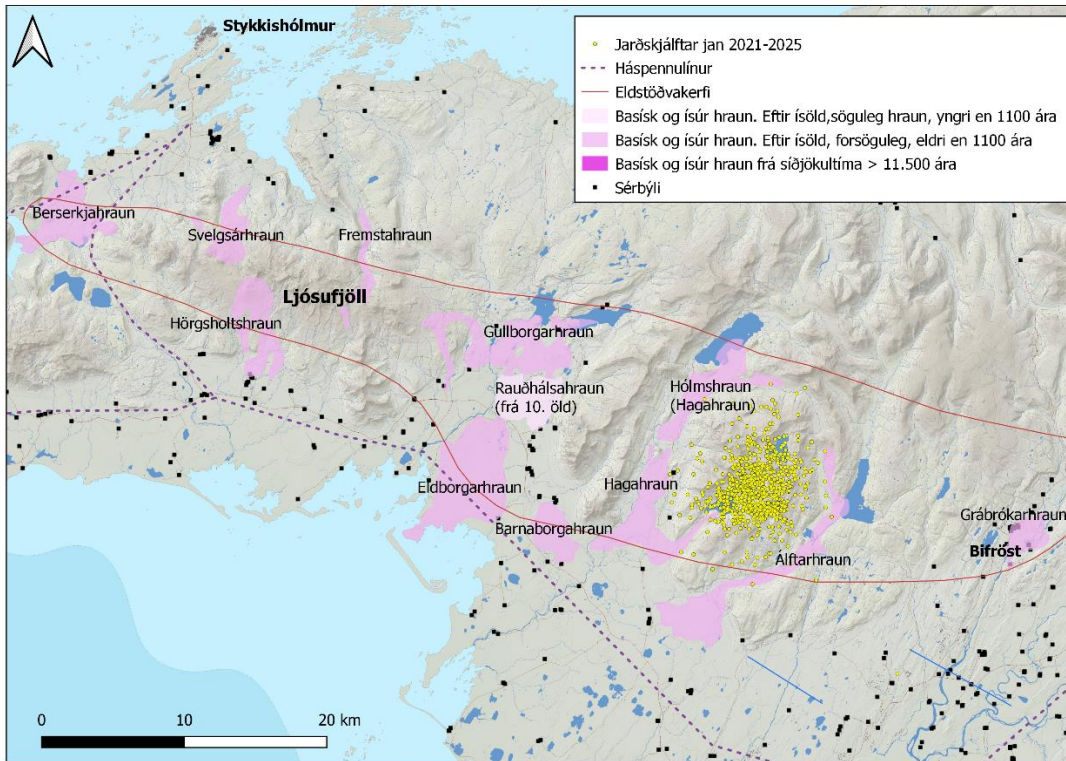 Stykkishólmur
Jarðskjálftar jan 2021-2025
Háspennulínur
Eldstöðvakerfi
Basísk og ísúr hraun. Eftir ísöld,söguleg hraun, yngri en 1100 ára
Basísk og ísúr hraun. Eftir ísöld, forsöguleg, eldri en 1100 ára
Basísk og ísúr hraun frá síðjökultíma > 11.500 ára
Sérbýli
Berserkjahraun
Svelgsárhraun
Fremstahraun
Ljósufjöll
Hörgsholtshraun
Gullborgarhraun
Rauðhálsahraun
(frá 10. öld)
Hólmshraun
(Hagahraun)
Eldborgarhraun
Hagahraun
Barnaborgahraun
Grábrókarhraun
Bifröst
Álftarhraun
0 10 20 km